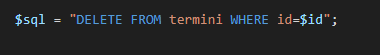 $sql = "DELETE FROM termini WHERE id=$id";